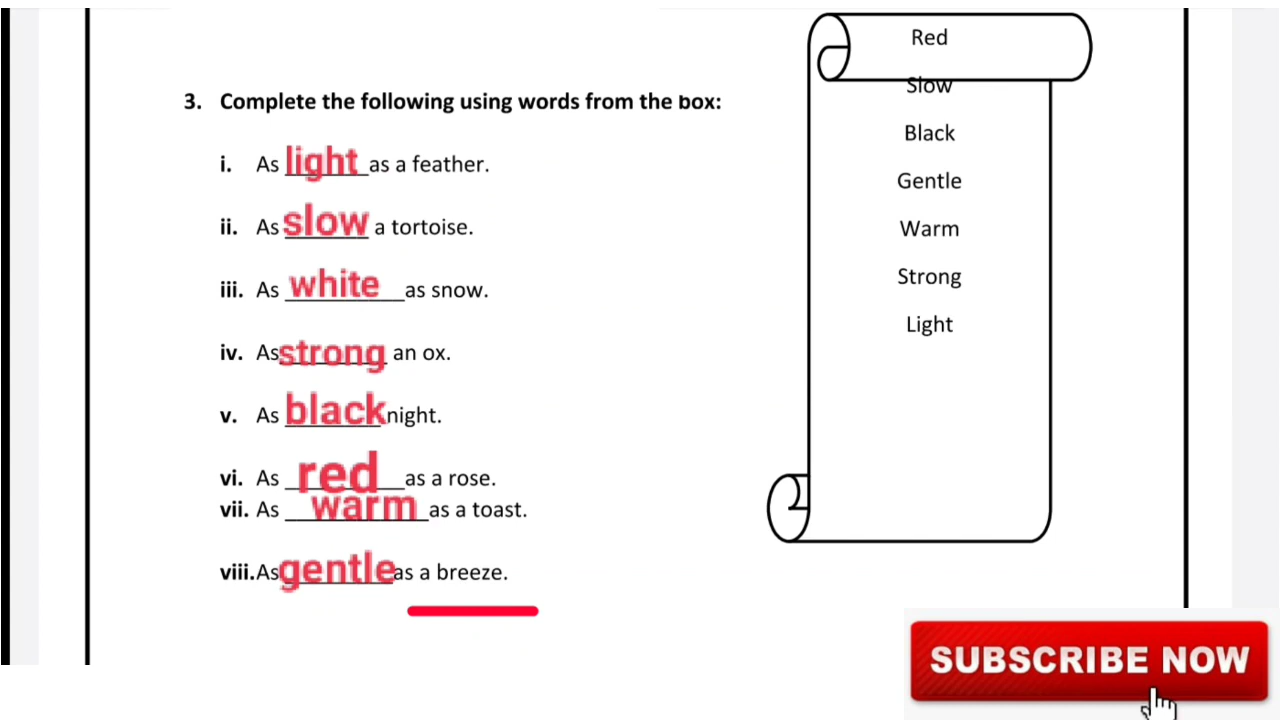 3. Complete the following using words from the box:
i. As light as a feather.
ii. As slow a tortoise.
iii. As white as snow.
iv. As strong an ox.
v. As black night.
vi. As red as a rose.
vii. As warm as a toast.
viii. As gentle as a breeze.
Red
Slow
Black
Gentle
Warm
Strong
Light
SUBSCRIBE NOW